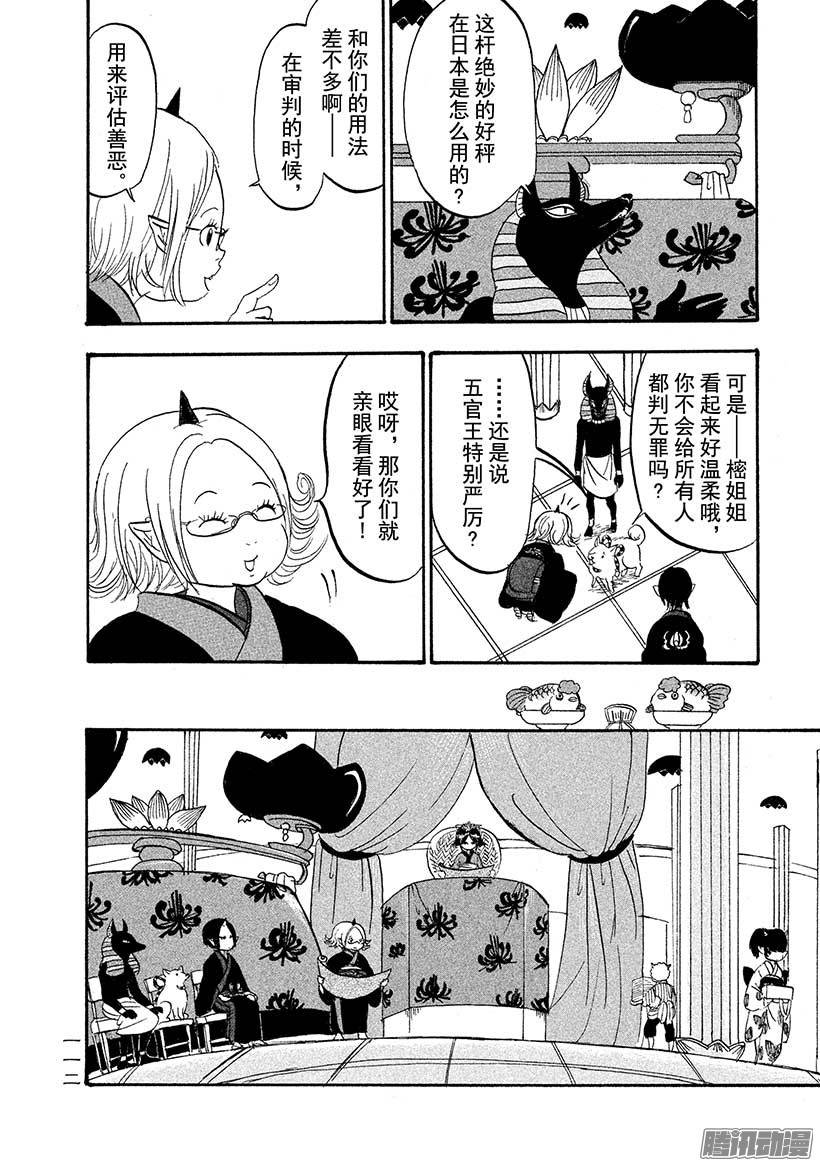 这杆绝妙的好秤
在日本是怎么用的？
和你们的用法
差不多啊——
在审判的时候，
用来评估善恶。
可是——樒姐姐
看起来好温柔哦，
你不会给所有人
都判无罪吗？
……还是说
五官王特别严厉？
哎呀，那你们就
亲眼看看好了！
一一二
腾讯动漫